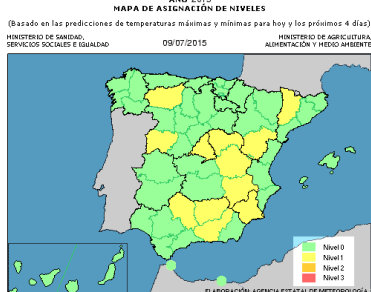 MAPA DE ASIGNACIÓN DE NIVELES
(Basado en las predicciones de temperaturas máximas y mínimas para hoy y los próximos 4 días)
MINISTERIO DE SANIDAD,
SERVICIOS SOCIALES E IGUALDAD
09/07/2015
MINISTERIO DE AGRICULTURA,
ALIMENTACIÓN Y MEDIO AMBIENTE
Nivel 0
Nivel 1
Nivel 2
Nivel 3
ELABORACIÓN AGENCIA ESTATAL DE METEOROLOGÍA